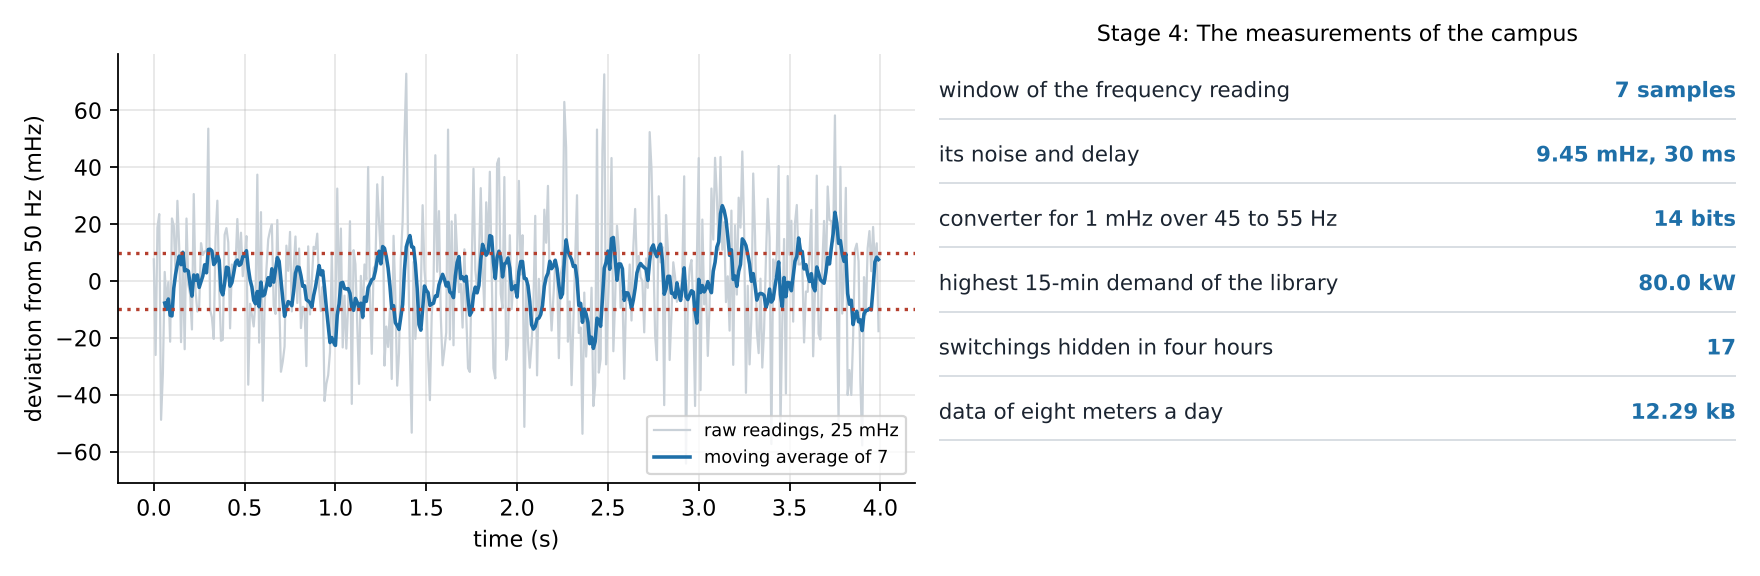 deviation from 50 Hz (mHz)
60
40
20
0
−20
−40
−60
raw readings, 25 mHz
moving average of 7
0.0 0.5 1.0 1.5 2.0 2.5 3.0 3.5 4.0
time (s)
Stage 4: The measurements of the campus
window of the frequency reading 7 samples
its noise and delay 9.45 mHz, 30 ms
converter for 1 mHz over 45 to 55 Hz 14 bits
highest 15-min demand of the library 80.0 kW
switchings hidden in four hours 17
data of eight meters a day 12.29 kB